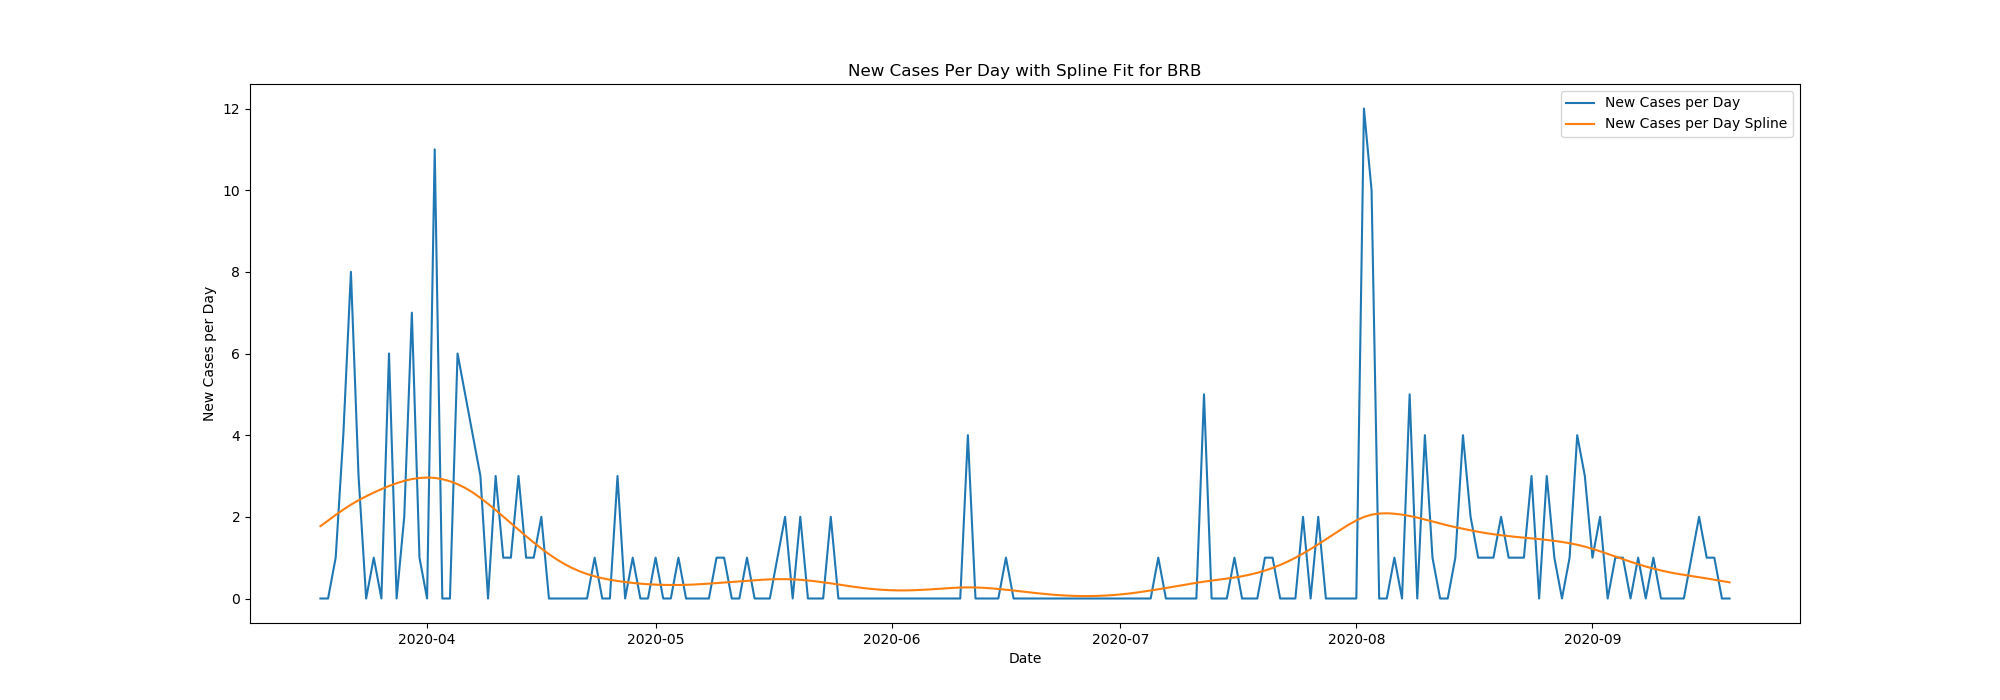 New Cases Per Day with Spline Fit for BRB
New Cases per Day
New Cases per Day Spline
12
10
8
6
4
2
0
New Cases per Day
2020-04 2020-05 2020-06 2020-07 2020-08 2020-09
Date